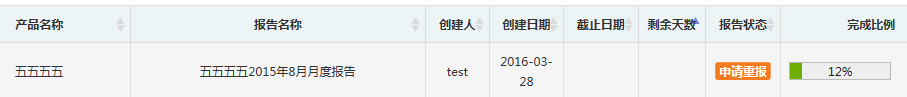 产品名称 报告名称 创建人 创建日期 截止日期 剩余天数 报告状态 完成比例
五五五五 五五五五2015年8月月度报告 test 2016-03-28 申请重报 12%